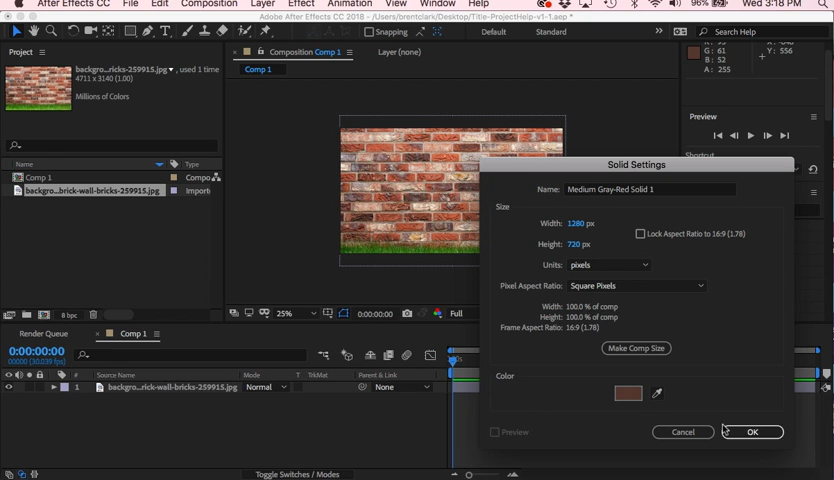 After Effects CC File Edit Composition Layer Effect Animation View Window Help 96% Wed 3:18 PM
Adobe After Effects CC 2018 - /Users/brentclark/Desktop/Title-ProjectHelp-v1-1.aep *
Snapping Default Standard Search Help
Project
Composition Comp 1
Layer (none)
Comp 1
backgro...ricks-259915.jpg , used 1 time
4711 x 3140 (1.00)
Millions of Colors
G: 61
B: 52
A: 255
Y: 556
Preview
Shortcut
Name Type
Comp 1 Compo
backgro...brick-wall-bricks-259915.jpg Importi
8 bpc
25% 0:00:00:00 Full
Solid Settings
Name: Medium Gray-Red Solid 1
Size
Width: 1280 px
Height: 720 px
Lock Aspect Ratio to 16:9 (1.78)
Units: pixels
Pixel Aspect Ratio: Square Pixels
Width: 100.0 % of comp
Height: 100.0 % of comp
Frame Aspect Ratio: 16:9 (1.78)
Make Comp Size
Color
Preview
Cancel OK
Render Queue Comp 1
0:00:00:00
00000 (30.039 fps)
# Source Name Mode T TrkMat Parent & Link
1 backgro...rick-wall-bricks-259915.jpg Normal None
Toggle Switches / Modes